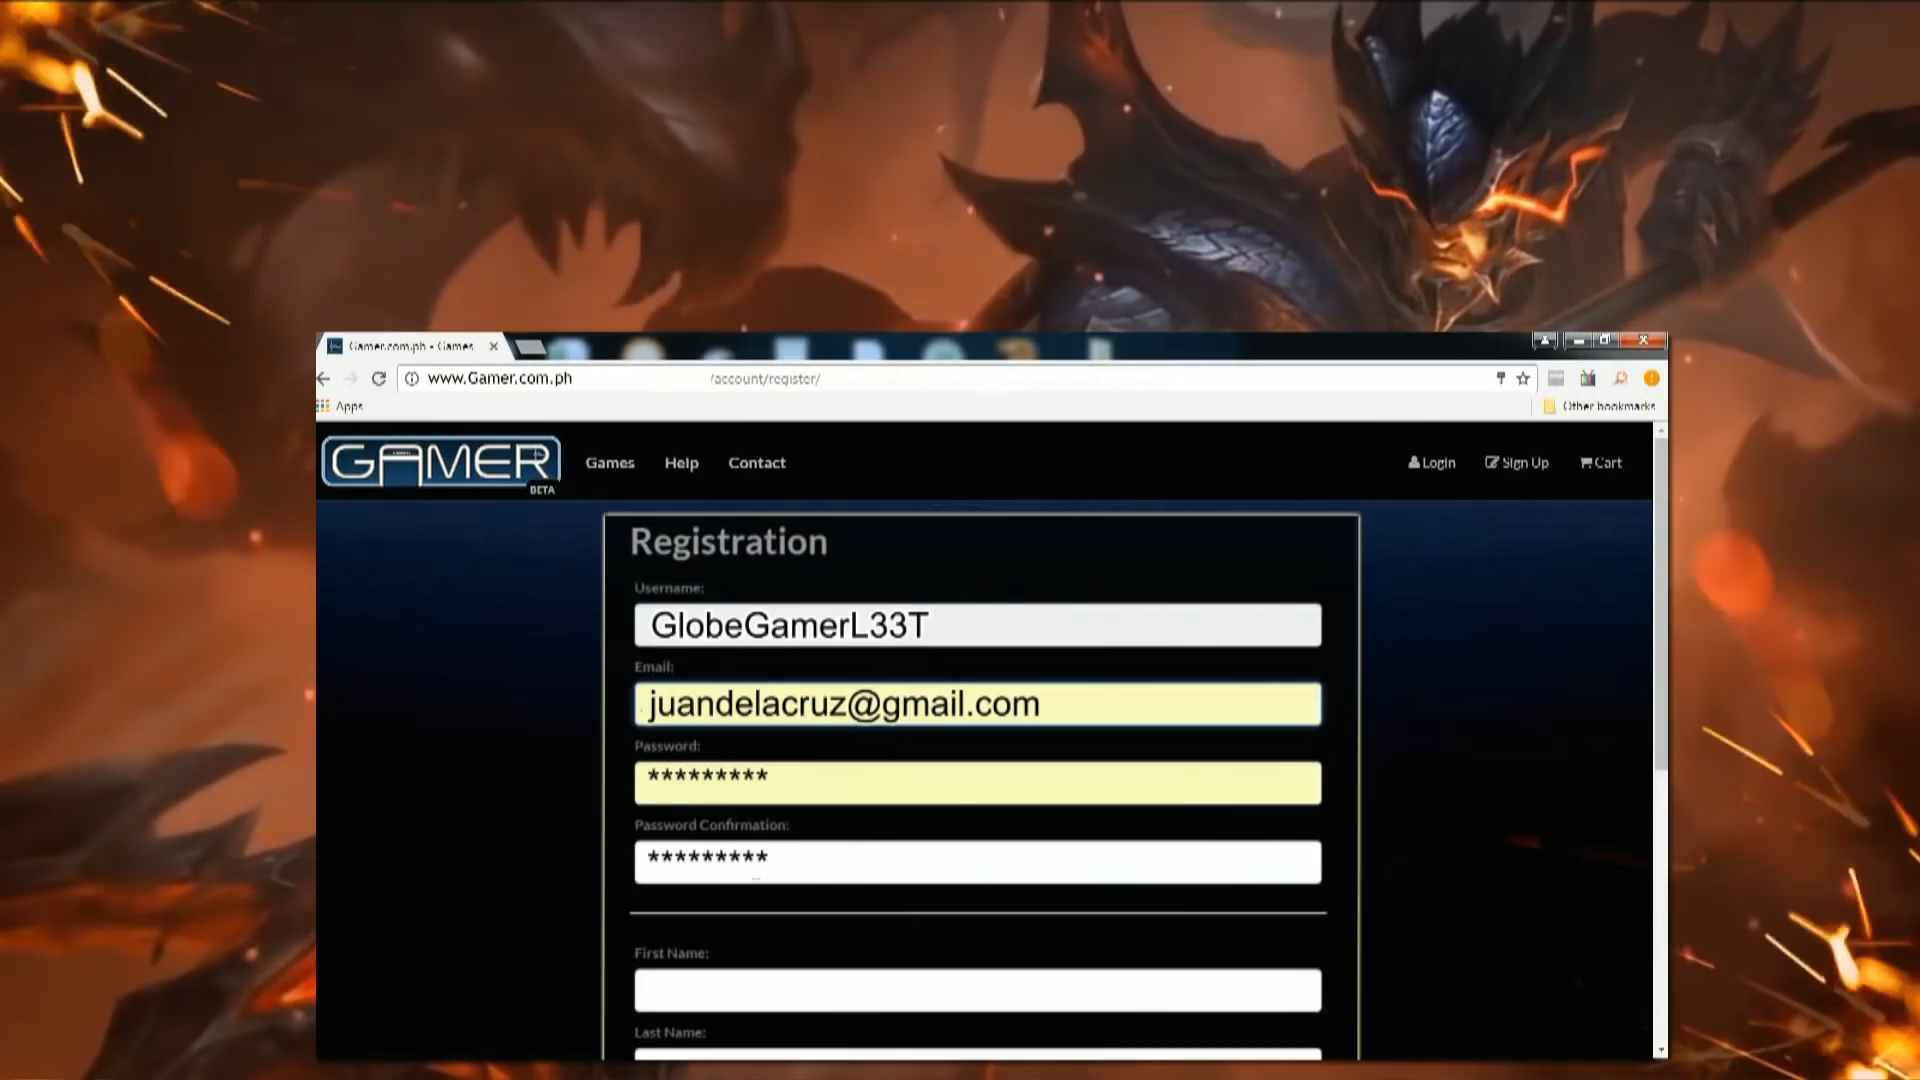 Gamer.com.ph - Games
www.Gamer.com.ph /account/register/
Apps
Other bookmarks
GAMER
BETA
Games Help Contact
Login Sign Up Cart
Registration
Username:
GlobeGamerL33T
Email:
juandelacruz@gmail.com
Password:
*********
Password Confirmation:
*********
First Name:
Last Name: